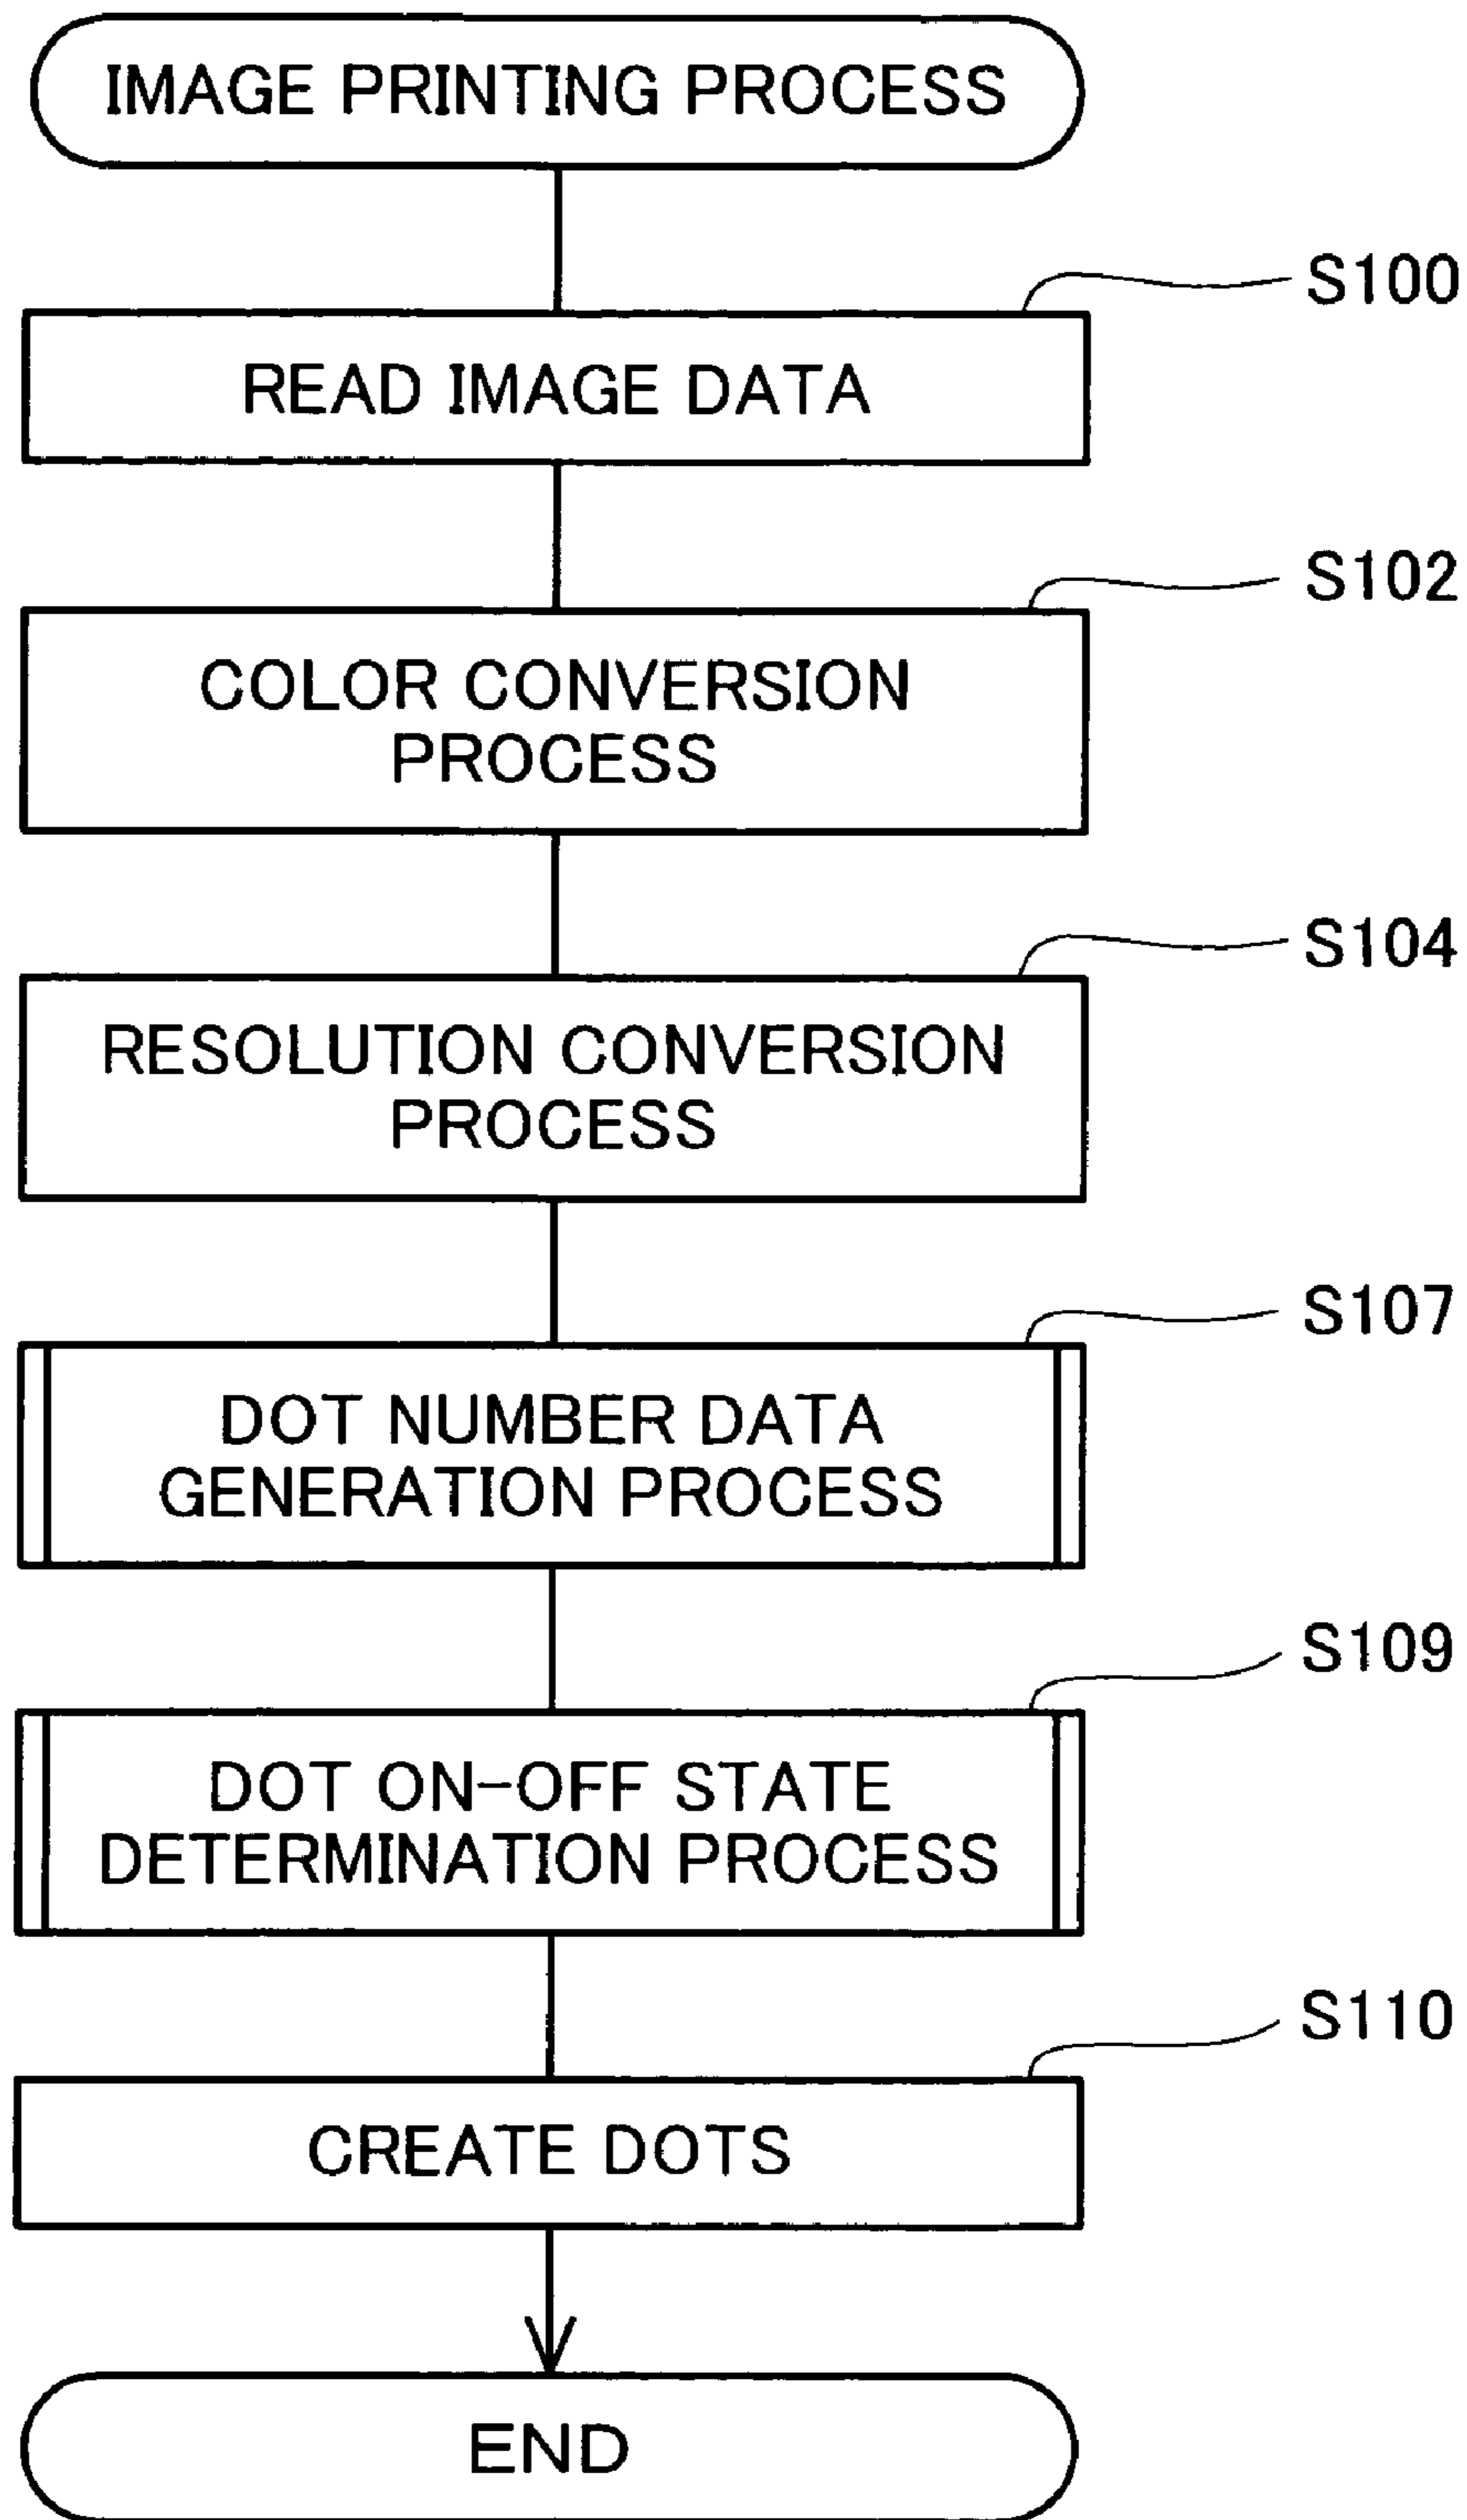 IMAGE PRINTING PROCESS
S100
READ IMAGE DATA
S102
COLOR CONVERSION
PROCESS
S104
RESOLUTION CONVERSION
PROCESS
S107
DOT NUMBER DATA
GENERATION PROCESS
S109
DOT ON-OFF STATE
DETERMINATION PROCESS
S110
CREATE DOTS
END